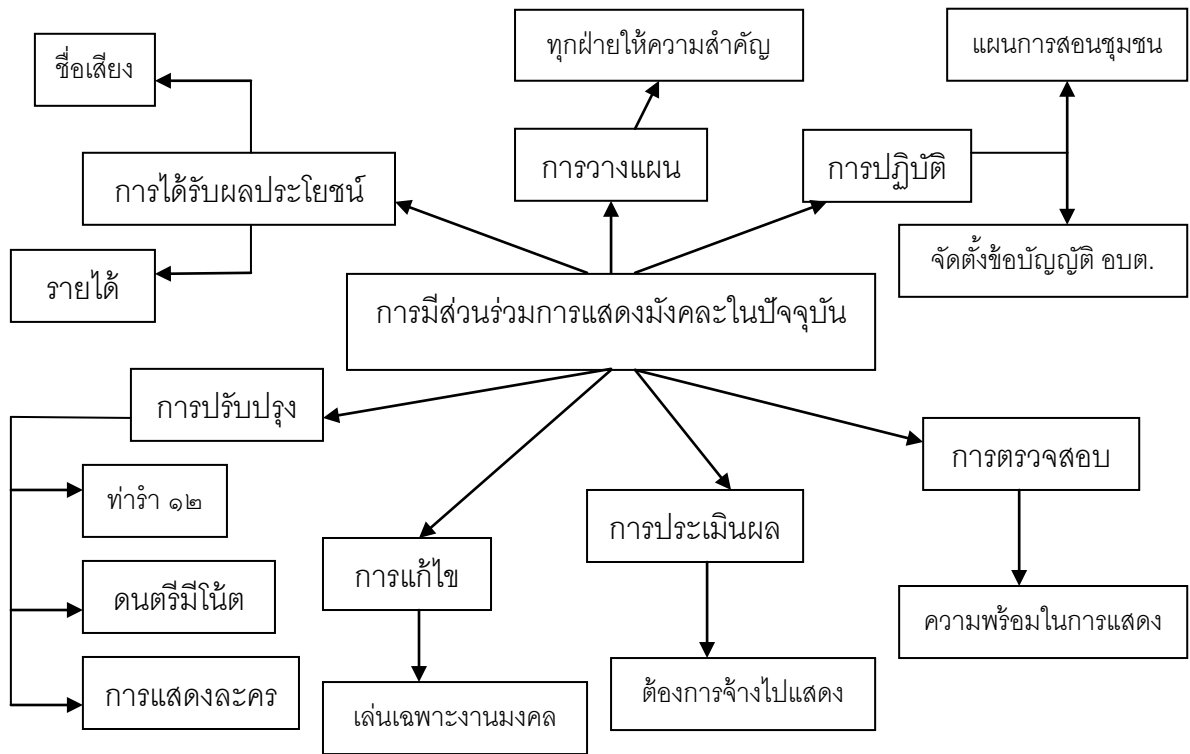 ชื่อเสียง
ทุกฝ่ายให้ความสำคัญ
แผนการสอนชุมชน
การได้รับผลประโยชน์
การวางแผน
การปฏิบัติ
รายได้
จัดตั้งข้อบัญญัติ อบต.
การมีส่วนร่วมการแสดงมังคละในปัจจุบัน
การปรับปรุง
การตรวจสอบ
ท่ารำ ๑๒
การประเมินผล
การแก้ไข
ดนตรีมีโน้ต
ความพร้อมในการแสดง
การแสดงละคร
ต้องการจ้างไปแสดง
เล่นเฉพาะงานมงคล